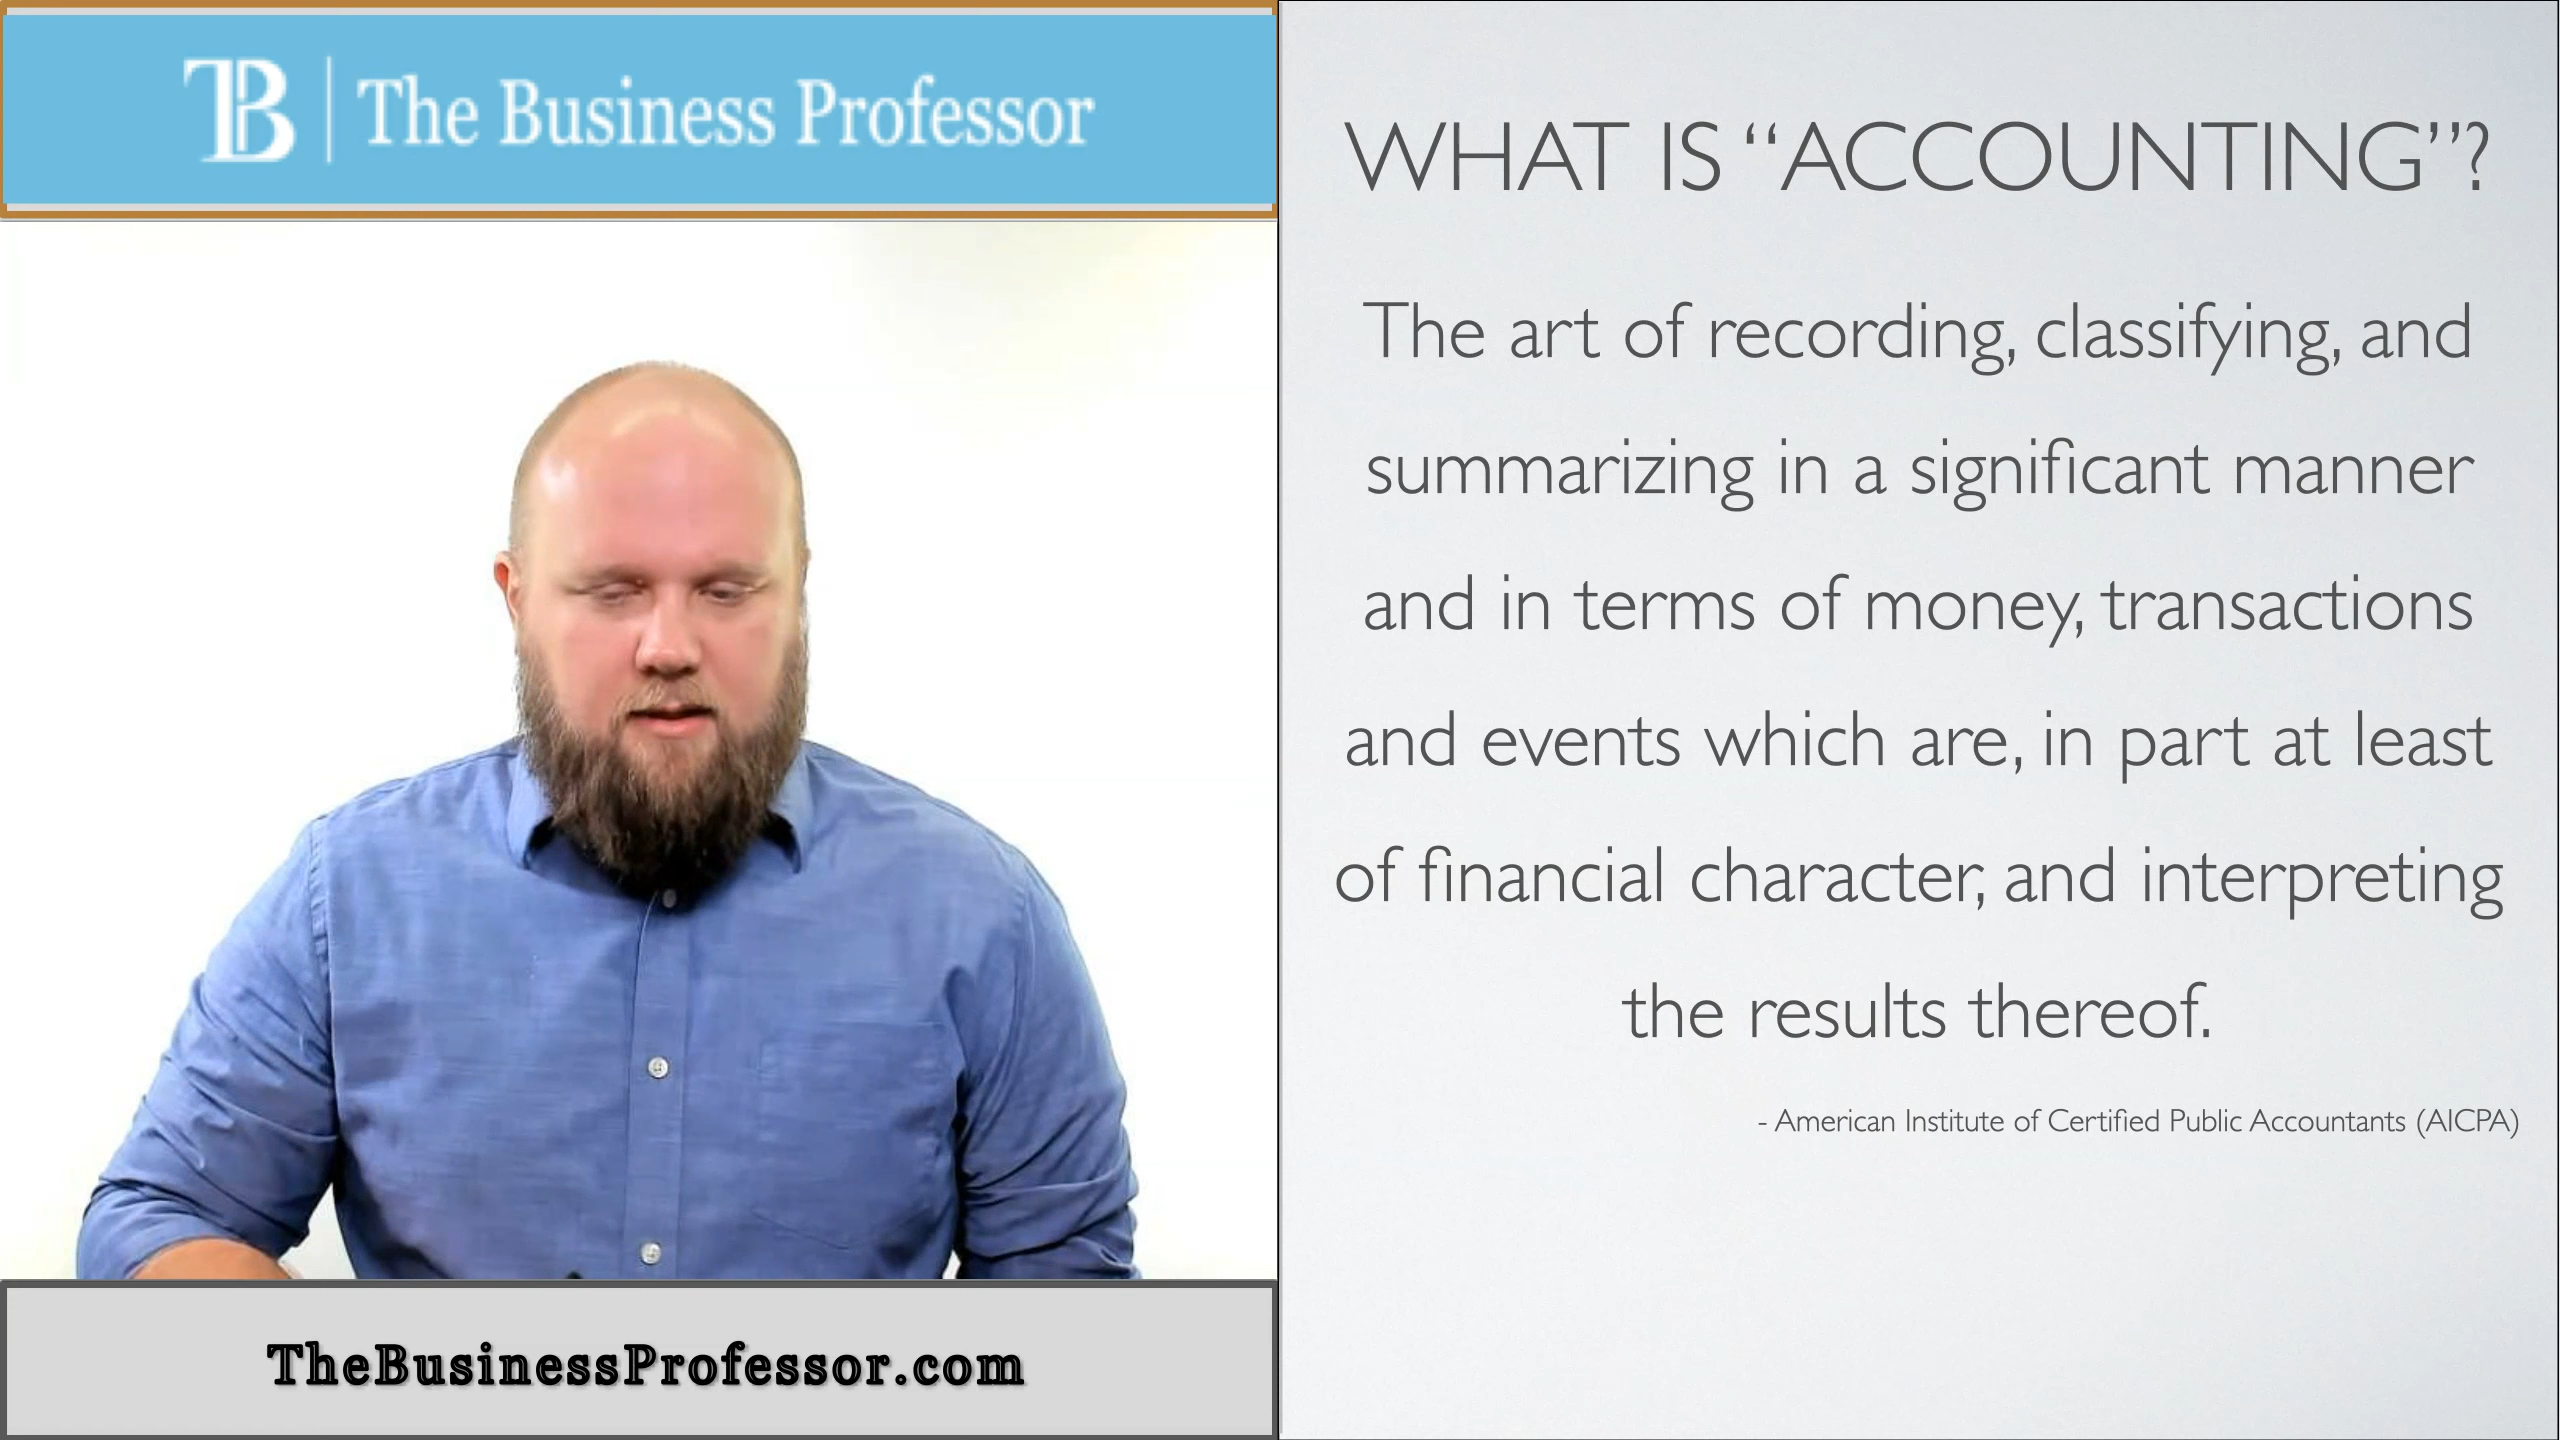 TB | The Business Professor
TheBusinessProfessor.com
WHAT IS “ACCOUNTING”?
The art of recording, classifying, and
summarizing in a significant manner
and in terms of money, transactions
and events which are, in part at least
of financial character, and interpreting
the results thereof.
- American Institute of Certified Public Accountants (AICPA)